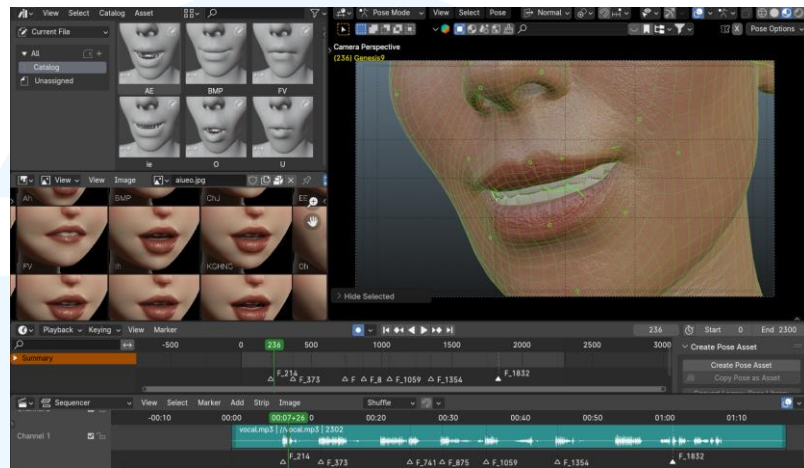 View Select Catalog Asset
Current File
All
Catalog
Unassigned
AE BMP FV
ie O U
View View Image aiueo.jpg
Ah BMP ChJ EE
FV Ih KGHNG Ch
Pose Mode View Select Pose Normal
X Pose Options
Camera Perspective
(236) Genesis9
Hide Selected
Playback Keying View Marker 236 Start 0 End 2300
-500 0 236 500 1000 1500 2000 2500 3000
Summary
F_214
F_373 F F_8 F_1059 F_1354 F_1832
Create Pose Asset
Create Pose Asset
Copy Pose as Asset
Sequencer View Select Marker Add Strip Image Shuffle
-00:10 00:00 00:07+26 0 00:20 00:30 00:40 00:50 01:00 01:10
Channel 1
vocal.mp3 | //vocal.mp3 | 2302
F_214
F_373 F_741 F_875 F_1059 F_1354 F_1832